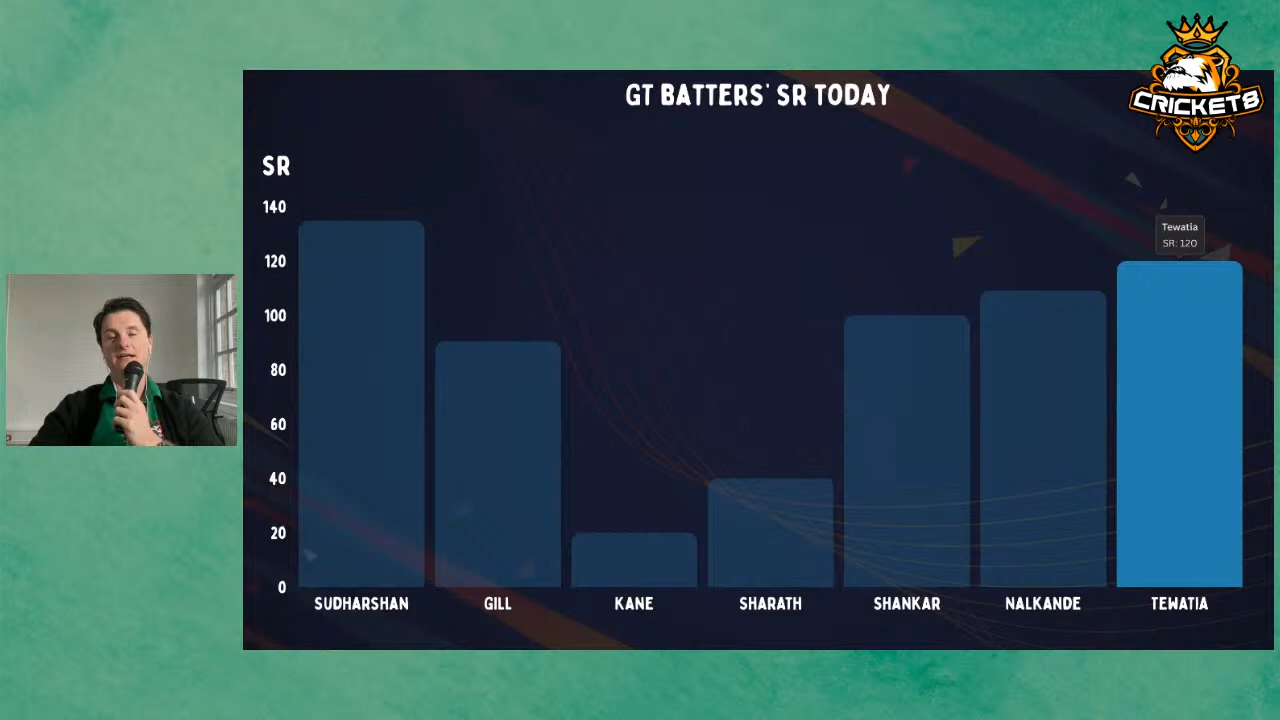 GT BATTERS' SR TODAY
CRICKET8
SR
140
120
100
80
60
40
20
0
Tewatia
SR: 120
SUDHARSHAN
GILL
KANE
SHARATH
SHANKAR
NALKANDE
TEWATIA